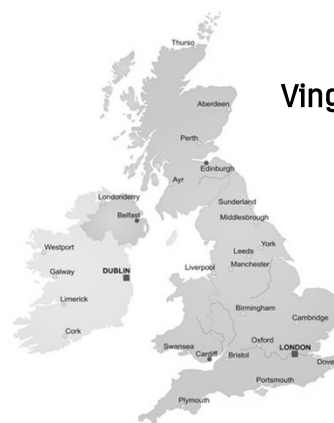 Thurso
Aberdeen
Ving
Perth
Edinburgh
Ayr
Londonderry
Sunderland
Belfast
Middlesbrough
York
Westport
Leeds
Liverpool
Manchester
Galway
DUBLIN
Limerick
Birmingham
Cambridge
Cork
Oxford
Swansea
LONDON
Cardiff
Bristol
Dove
Portsmouth
Plymouth